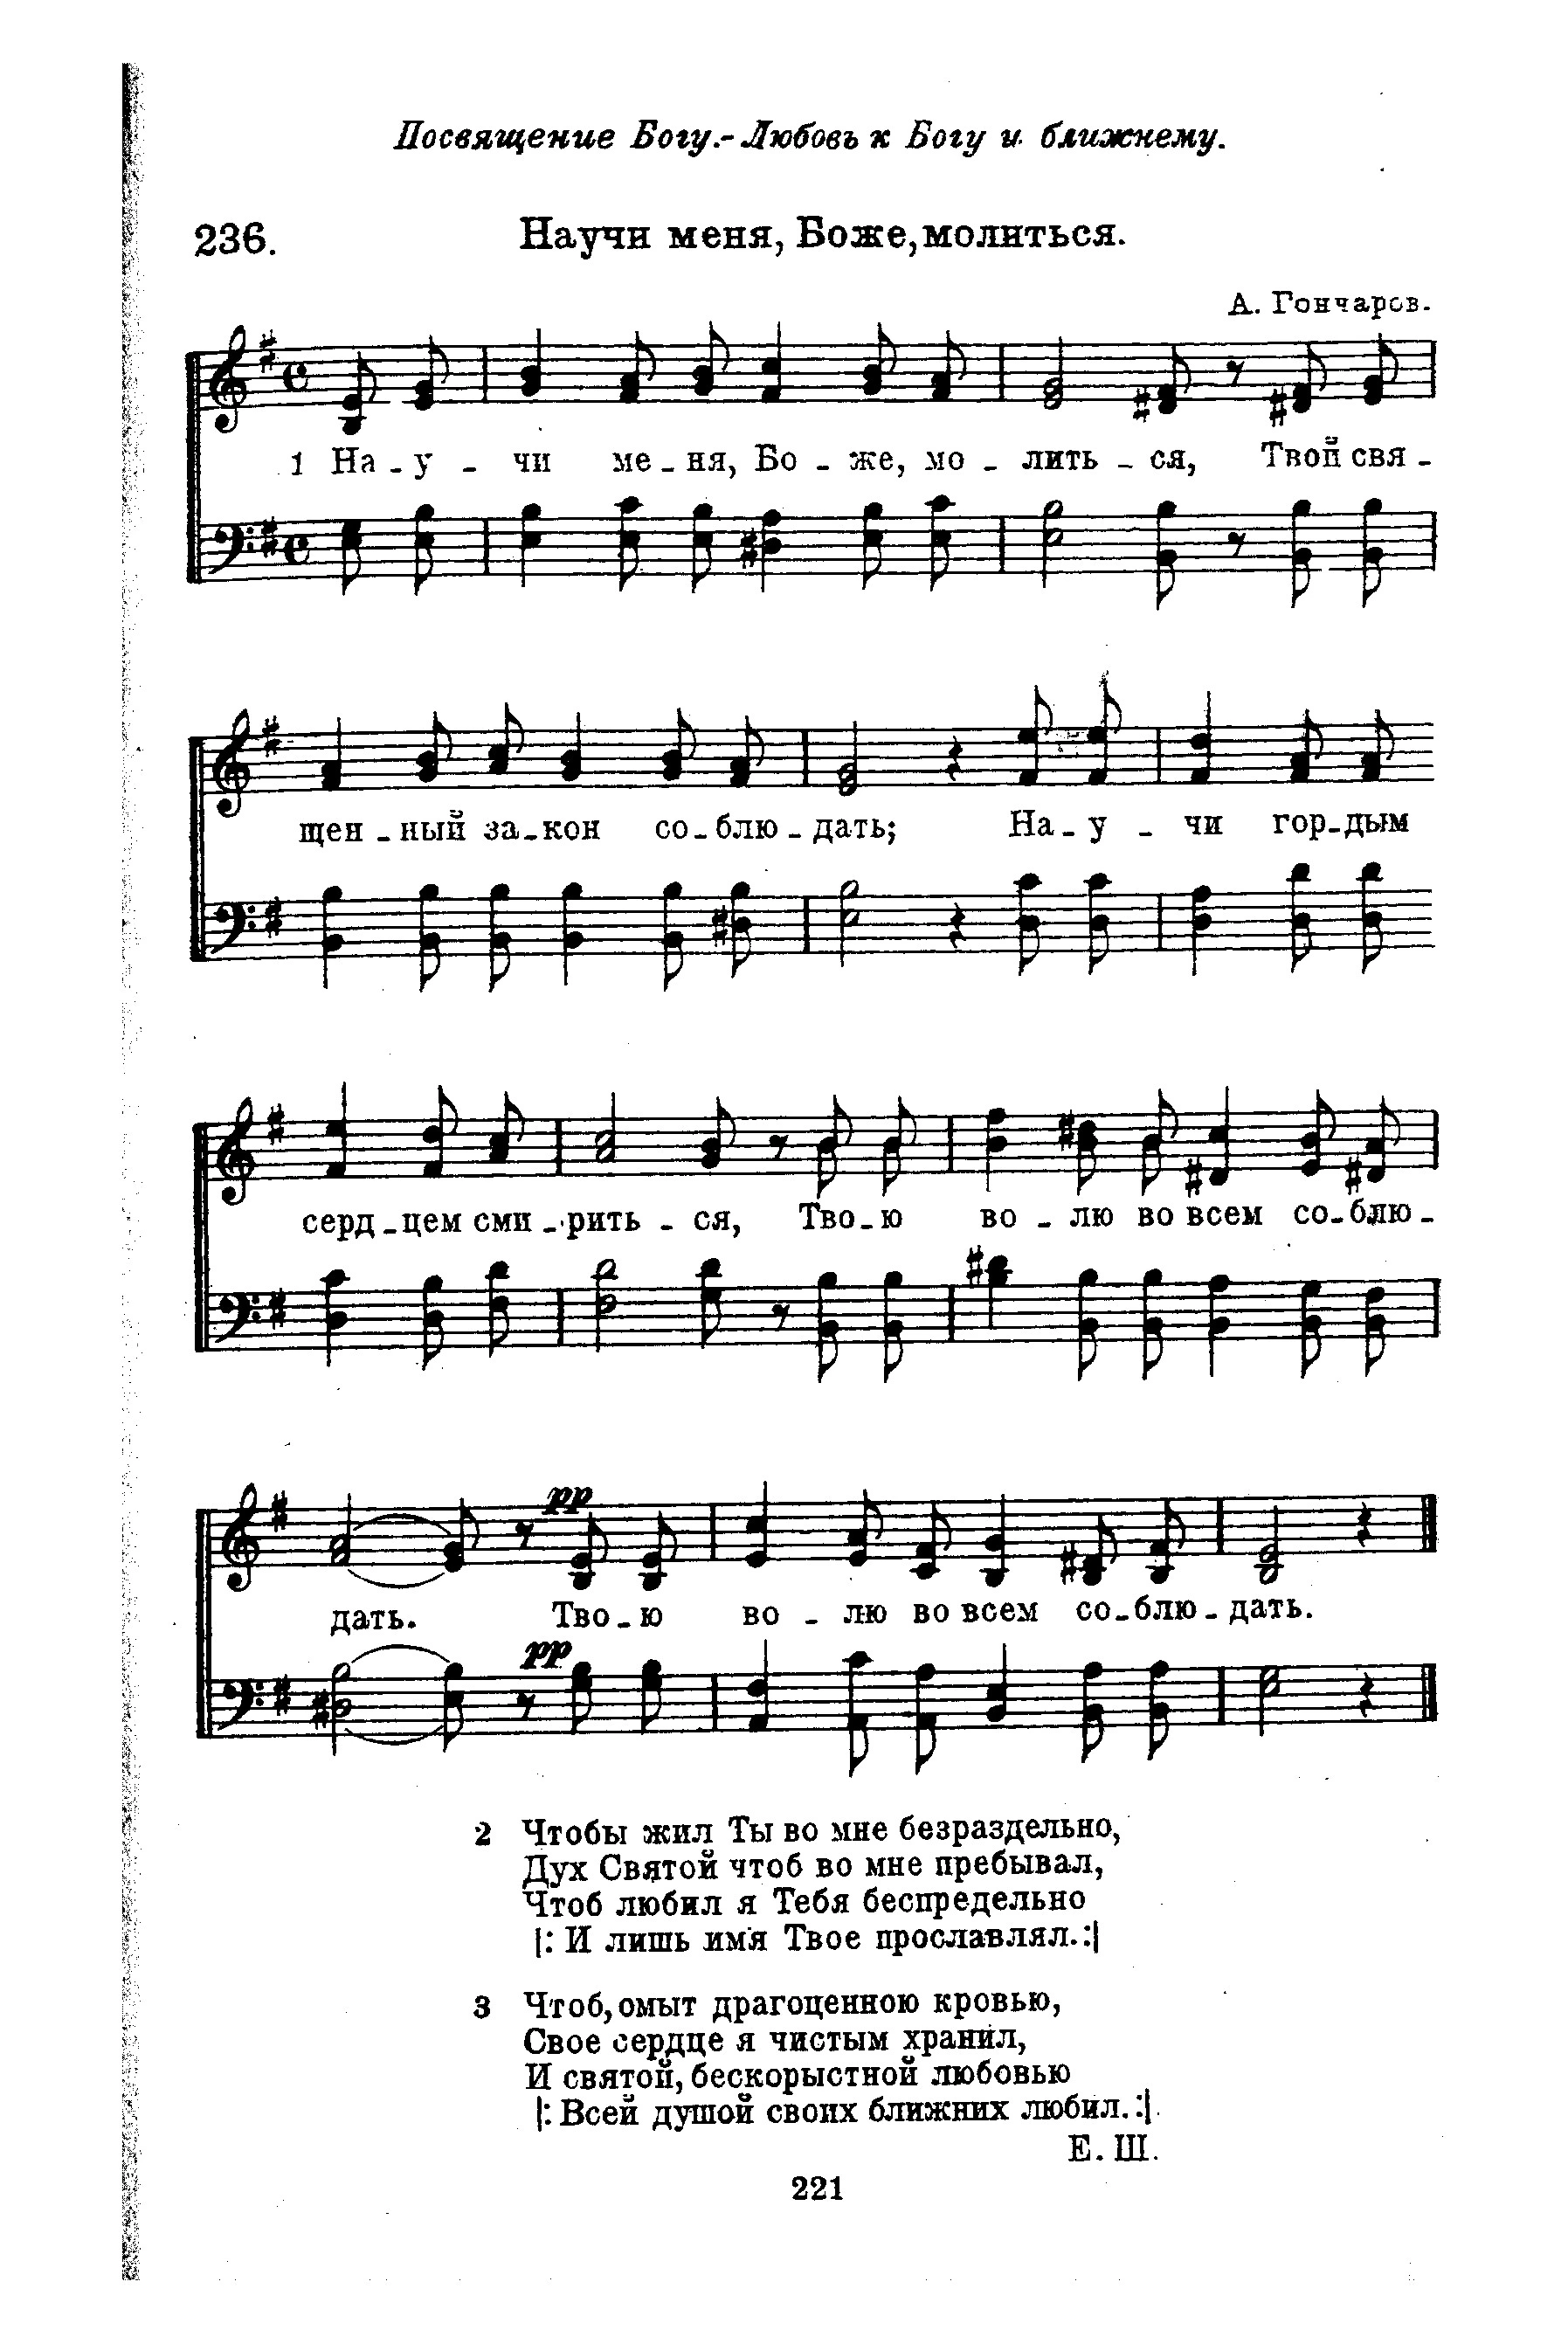 Посвящение Богу.-Любовь к Богу и ближнему.
236.
Научи меня, Боже, молиться.
А. Гончаров.
1 На - у - чи ме - ня, Бо - же, мо - лить - ся, Твой свя -
щен - ный за - кон со - блю - дать; На - у - чи гор - дым
серд - цем сми - рить - ся, Тво - ю во - лю во всем со - блю -
pp
дать. Тво - ю во - лю во всем со - блю - дать.
pp
2 Чтобы жил Ты во мне безраздельно,
Дух Святой чтоб во мне пребывал,
Чтоб любил я Тебя беспредельно
|: И лишь имя Твое прославлял. :|
3 Чтоб, омыт драгоценною кровью,
Свое сердце я чистым хранил,
И святой, бескорыстной любовью
|: Всей душой своих ближних любил. :|
Е. Ш.
221